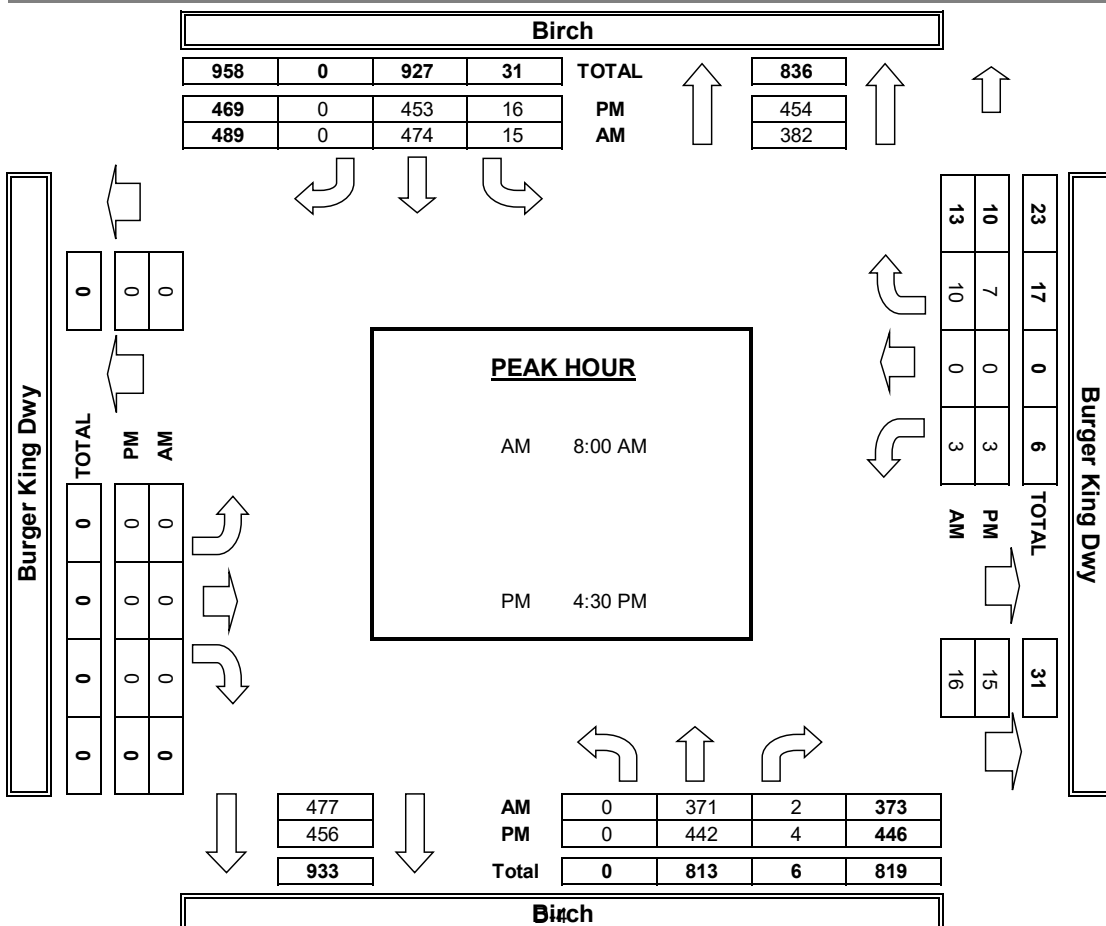 Birch
958 0 927 31 TOTAL 836
469 0 453 16 PM 454
489 0 474 15 AM 382
Burger King Dwy
0 0 0
TOTAL PM AM
0 0 0
0 0 0
0 0 0
0 0 0
PEAK HOUR
AM 8:00 AM
PM 4:30 PM
13 10 23
10 7 17
0 0 0
3 3 6
AM PM TOTAL
16 15 31
Burger King Dwy
477 AM 0 371 2 373
456 PM 0 442 4 446
933 Total 0 813 6 819
Birch